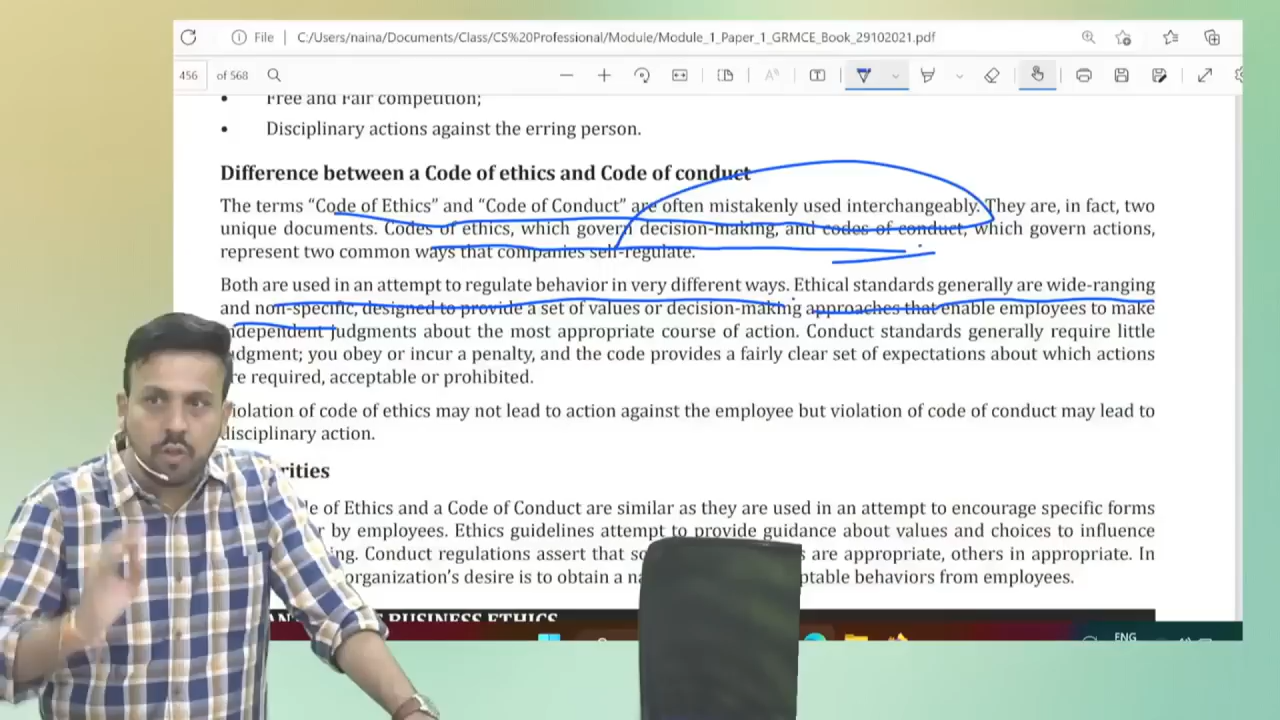 File C:/Users/naina/Documents/Class/CS%20Professional/Module/Module_1_Paper_1_GRMCE_Book_29102021.pdf
456 of 568
Free and Fair competition;
• Disciplinary actions against the erring person.
Difference between a Code of ethics and Code of conduct
The terms “Code of Ethics” and “Code of Conduct” are often mistakenly used interchangeably. They are, in fact, two
unique documents. Codes of ethics, which govern decision-making, and codes of conduct, which govern actions,
represent two common ways that companies self-regulate.
Both are used in an attempt to regulate behavior in very different ways. Ethical standards generally are wide-ranging
and non-specific, designed to provide a set of values or decision-making approaches that enable employees to make
independent judgments about the most appropriate course of action. Conduct standards generally require little
judgment; you obey or incur a penalty, and the code provides a fairly clear set of expectations about which actions
are required, acceptable or prohibited.
Violation of code of ethics may not lead to action against the employee but violation of code of conduct may lead to
disciplinary action.
rities
de of Ethics and a Code of Conduct are similar as they are used in an attempt to encourage specific forms
by employees. Ethics guidelines attempt to provide guidance about values and choices to influence
ing. Conduct regulations assert that are appropriate, others in appropriate. In
organization’s desire is to obtain a ptable behaviors from employees.
BUSINESS ETHICS
ENG